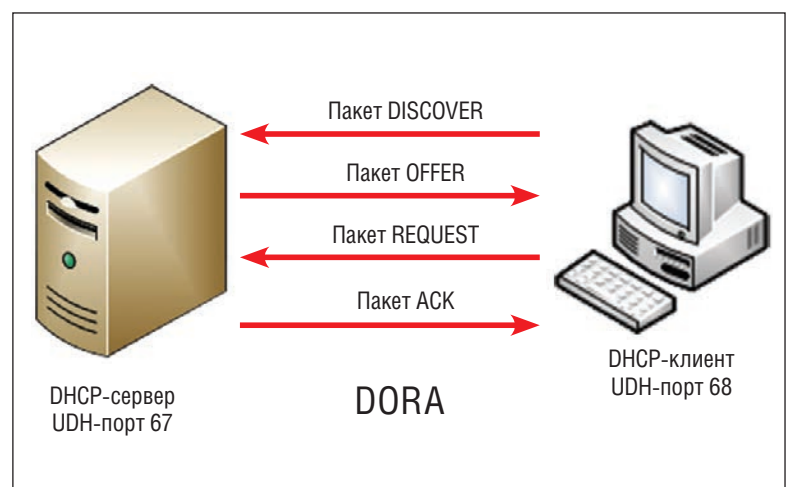 Пакет DISCOVER
Пакет OFFER
Пакет REQUEST
Пакет ACK
DHCP-сервер
UDH-порт 67
DORA
DHCP-клиент
UDH-порт 68